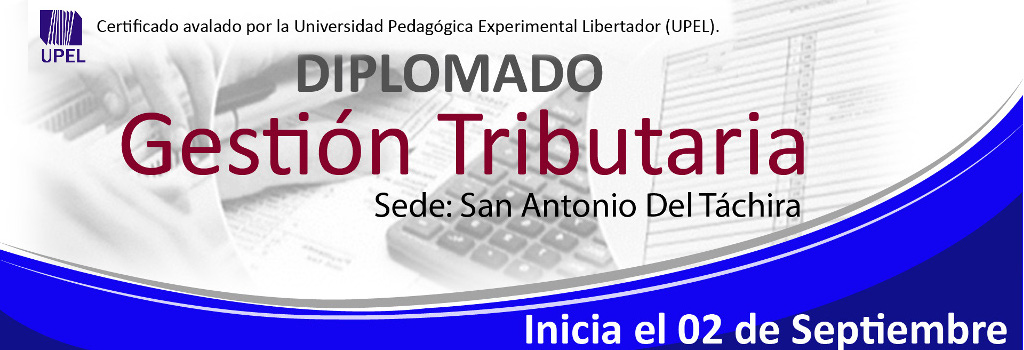 Certificado avalado por la Universidad Pedagógica Experimental Libertador (UPEL).
UPEL
DIPLOMADO
Gestión Tributaria
Sede: San Antonio Del Táchira
Inicia el 02 de Septiembre